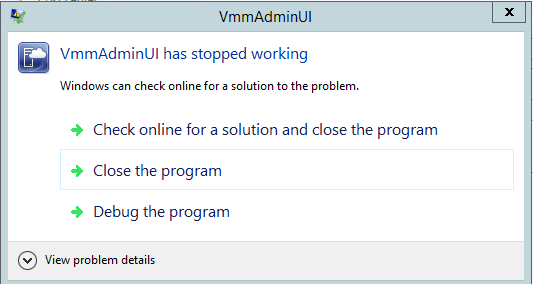 VmmAdminUI
x
VmmAdminUI has stopped working
Windows can check online for a solution to the problem.
Check online for a solution and close the program
Close the program
Debug the program
View problem details